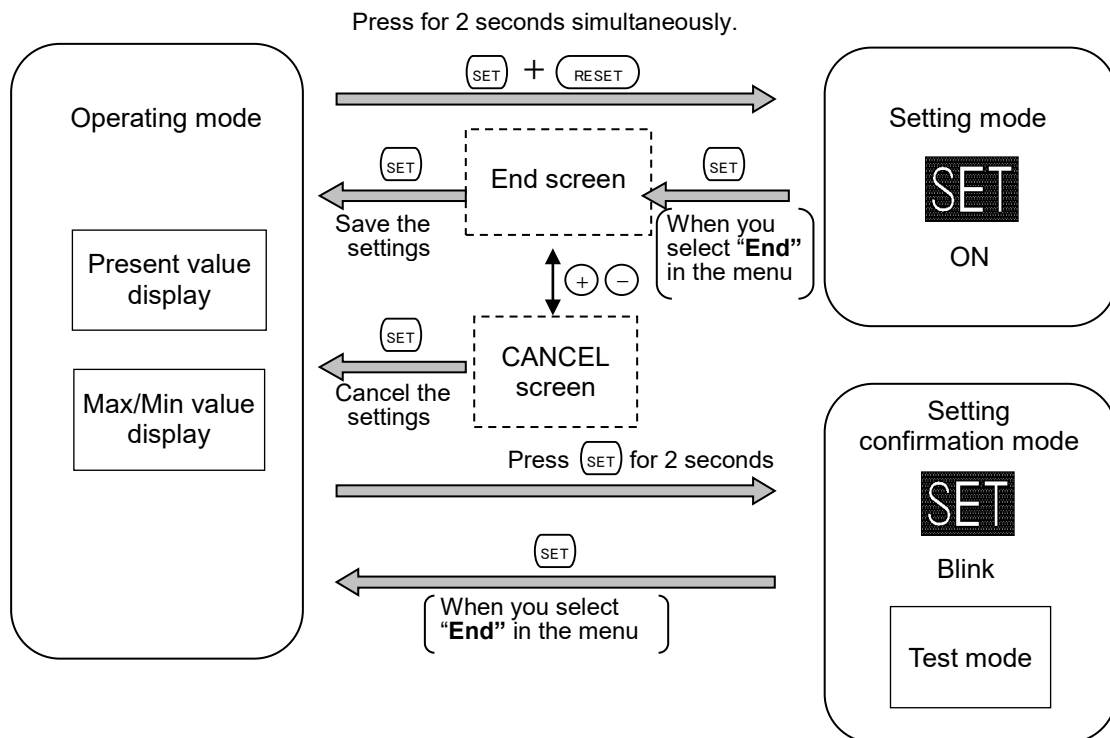 Press for 2 seconds simultaneously.
SET + RESET
Operating mode
Setting mode
SET
End screen
SET
SET
Save the
settings
When you
select “End”
in the menu
ON
Present value
display
+ −
SET
CANCEL
screen
Cancel the
settings
Max/Min value
display
Setting
confirmation mode
Press SET for 2 seconds
SET
SET
Blink
When you select
“End” in the menu
Test mode